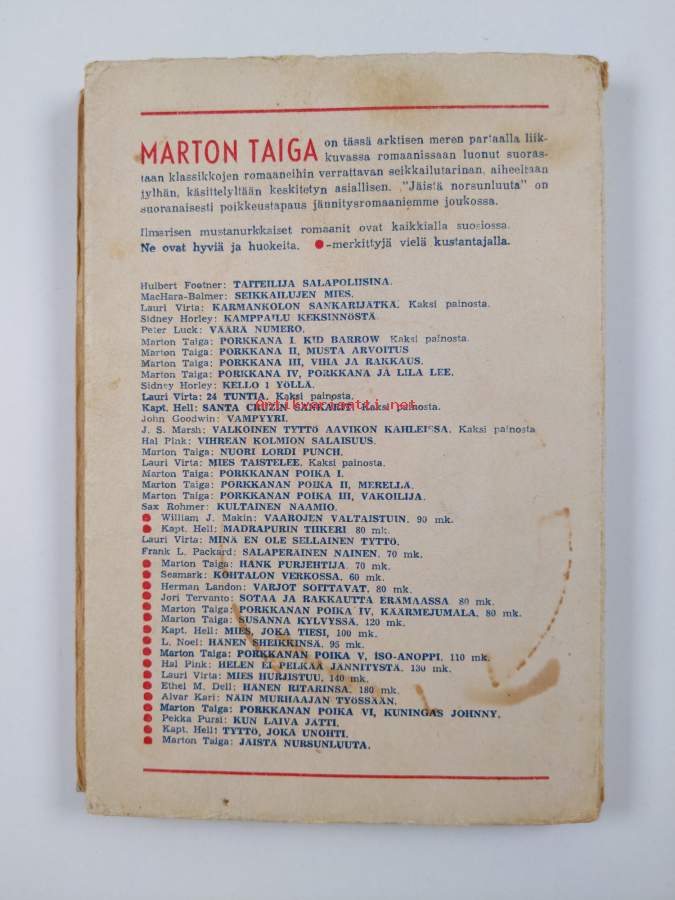 MARTON TAIGA on tässä arktisen meren partaalla liik-
kuvassa romaanissaan luonut suoras-
taan klassikkojen romaaneihin verrattavan seikkailutarinan, aiheeltaan
jylhän, käsittelyltään keskitetyn asiallisen. „Jäistä norsunluuta" on
suoranaisesti poikkeustapaus jännitysromaaniemme joukossa.
Ilmarisen mustanurkkaiset romaanit ovat kaikkialla suosiossa.
Ne ovat hyviä ja huokeita. ●-merkittyjä vielä kustantajalla.
Hulbert Footner: TAITEILIJA SALAPOLIISINA.
MacHara-Balmer: SEIKKAILUJEN MIES.
Lauri Virta: KARMANKOLON SANKARIJÄTKÄ. Kaksi painosta.
Sidney Horley: KAMPPAILU KEKSINNÖSTÄ.
Peter Luck: VÄÄRÄ NUMERO.
Marton Taiga: PORKKANA I. KID BARROW Kaksi painosta.
Marton Taiga: PORKKANA II, MUSTA ARVOITUS
Marton Taiga: PORKKANA III, VIHA JA RAKKAUS.
Marton Taiga: PORKKANA IV, PORKKANA JA LILA LEE.
Sidney Horley: KELLO 1 YÖLLÄ.
Lauri Virta: 24 TUNTIA. Kaksi painosta.
Kapt. Hell: SANTA CRUZIN SANKARIT. Kaksi painosta.
Antikvariantti.net
John Goodwin: VAMPYYRI.
J. S. Marsh: VALKOINEN TYTTÖ AAVIKON KAHLEISSA. Kaksi painosta
Hal Pink: VIHREÄN KOLMION SALAISUUS.
Marton Taiga: NUORI LORDI PUNCH.
Lauri Virta: MIES TAISTELEE. Kaksi painosta.
Marton Taiga: PORKKANAN POIKA I.
Marton Taiga: PORKKANAN POIKA II, MERELLÄ.
Marton Taiga: PORKKANAN POIKA III, VAKOILIJA.
Sax Rohmer: KULTAINEN NAAMIO.
● William J. Makin: VAAROJEN VALTAISTUIN. 90 mk.
● Kapt. Hell: MADRAPURIN TIIKERI 80 mk.
Lauri Virta: MINÄ EN OLE SELLAINEN TYTTÖ.
Frank L. Packard: SALAPERÄINEN NAINEN. 70 mk.
● Marton Taiga: HANK PURJEHTIJA. 70 mk.
● Seamark: KOHTALON VERKOSSA. 60 mk.
● Herman Landon: VARJOT SOITTAVAT. 80 mk.
● Jori Tervanto: SOTAA JA RAKKAUTTA ERÄMAASSA 80 mk.
● Marton Taiga: PORKKANAN POIKA IV, KÄÄRMEJUMALA. 80 mk.
● Marton Taiga: SUSANNA KYLVYSSÄ. 120 mk.
● Kapt. Hell: MIES, JOKA TIESI, 100 mk.
● L. Noel: HÄNEN SHEIKKINSÄ. 95 mk.
● Marton Taiga: PORKKANAN POIKA V, ISO-ANOPPI. 110 mk.
● Hal Pink: HELEN EI PELKÄÄ JÄNNITYSTÄ. 130 mk.
● Lauri Virta: MIES HURJISTUU. 140 mk.
● Ethel M. Dell: HÄNEN RITARINSA. 180 mk.
● Alvar Kari: NÄIN MURHAAJAN TYÖSSÄÄN.
● Marton Taiga: PORKKANAN POIKA VI, KUNINGAS JOHNNY.
● Pekka Pursi: KUN LAIVA JÄTTI.
● Kapt. Hell: TYTTÖ, JOKA UNOHTI.
● Marton Taiga: JÄISTÄ NURSUNLUUTA.